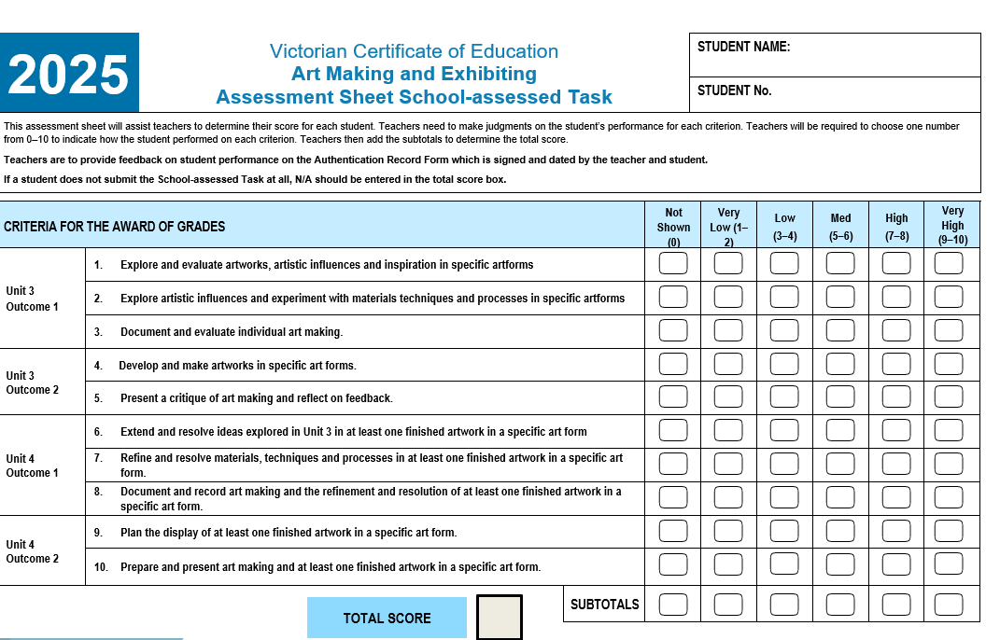 2025
Victorian Certificate of Education
Art Making and Exhibiting
Assessment Sheet School-assessed Task
STUDENT NAME:
STUDENT No.
This assessment sheet will assist teachers to determine their score for each student. Teachers need to make judgments on the student's performance for each criterion. Teachers will be required to choose one number
from 0–10 to indicate how the student performed on each criterion. Teachers then add the subtotals to determine the total score.
Teachers are to provide feedback on student performance on the Authentication Record Form which is signed and dated by the teacher and student.
If a student does not submit the School-assessed Task at all, N/A should be entered in the total score box.
CRITERIA FOR THE AWARD OF GRADES
Not
Shown
(0)
Very
Low (1–
2)
Low
(3–4)
Med
(5–6)
High
(7–8)
Very
High
(9–10)
Unit 3
Outcome 1
1. Explore and evaluate artworks, artistic influences and inspiration in specific artforms
2. Explore artistic influences and experiment with materials techniques and processes in specific artforms
3. Document and evaluate individual art making.
Unit 3
Outcome 2
4. Develop and make artworks in specific art forms.
5. Present a critique of art making and reflect on feedback.
Unit 4
Outcome 1
6. Extend and resolve ideas explored in Unit 3 in at least one finished artwork in a specific art form
7. Refine and resolve materials, techniques and processes in at least one finished artwork in a specific art
form.
8. Document and record art making and the refinement and resolution of at least one finished artwork in a
specific art form.
Unit 4
Outcome 2
9. Plan the display of at least one finished artwork in a specific art form.
10. Prepare and present art making and at least one finished artwork in a specific art form.
SUBTOTALS
TOTAL SCORE